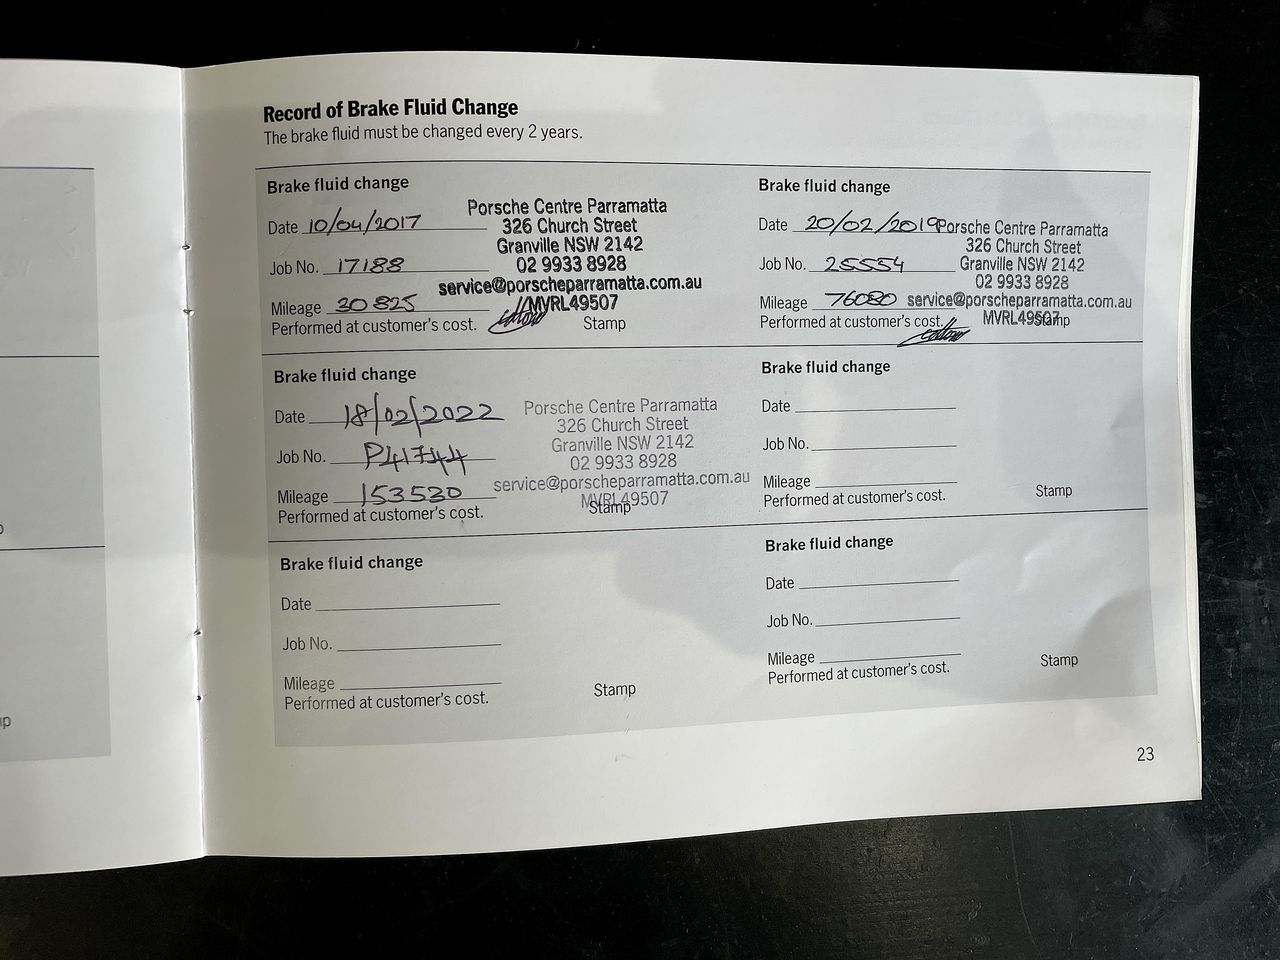 Record of Brake Fluid Change
The brake fluid must be changed every 2 years.
Brake fluid change
Date 10/04/2017
Job No. 17188
Mileage 30825
Performed at customer's cost.
Porsche Centre Parramatta
326 Church Street
Granville NSW 2142
02 9933 8928
service@porscheparramatta.com.au
MVRL49507
Stamp
Brake fluid change
Date 20/02/2019
Job No. 25554
Mileage 76080
Performed at customer's cost.
Porsche Centre Parramatta
326 Church Street
Granville NSW 2142
02 9933 8928
service@porscheparramatta.com.au
MVRL49507
Stamp
Brake fluid change
Date 18/02/2022
Job No. P41744
Mileage 153530
Performed at customer's cost.
Porsche Centre Parramatta
326 Church Street
Granville NSW 2142
02 9933 8928
service@porscheparramatta.com.au
MVRL49507
Stamp
Brake fluid change
Date
Job No.
Mileage
Performed at customer's cost.
Stamp
Brake fluid change
Date
Job No.
Mileage
Performed at customer's cost.
Stamp
Brake fluid change
Date
Job No.
Mileage
Performed at customer's cost.
Stamp
23